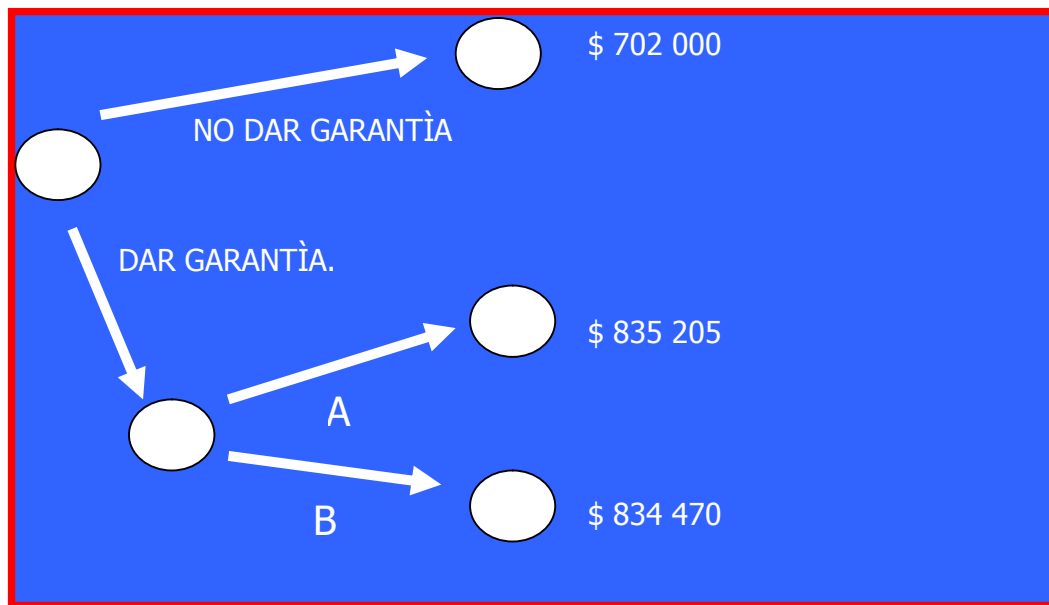 $ 702 000
NO DAR GARANTÌA
DAR GARANTÌA.
$ 835 205
A
$ 834 470
B